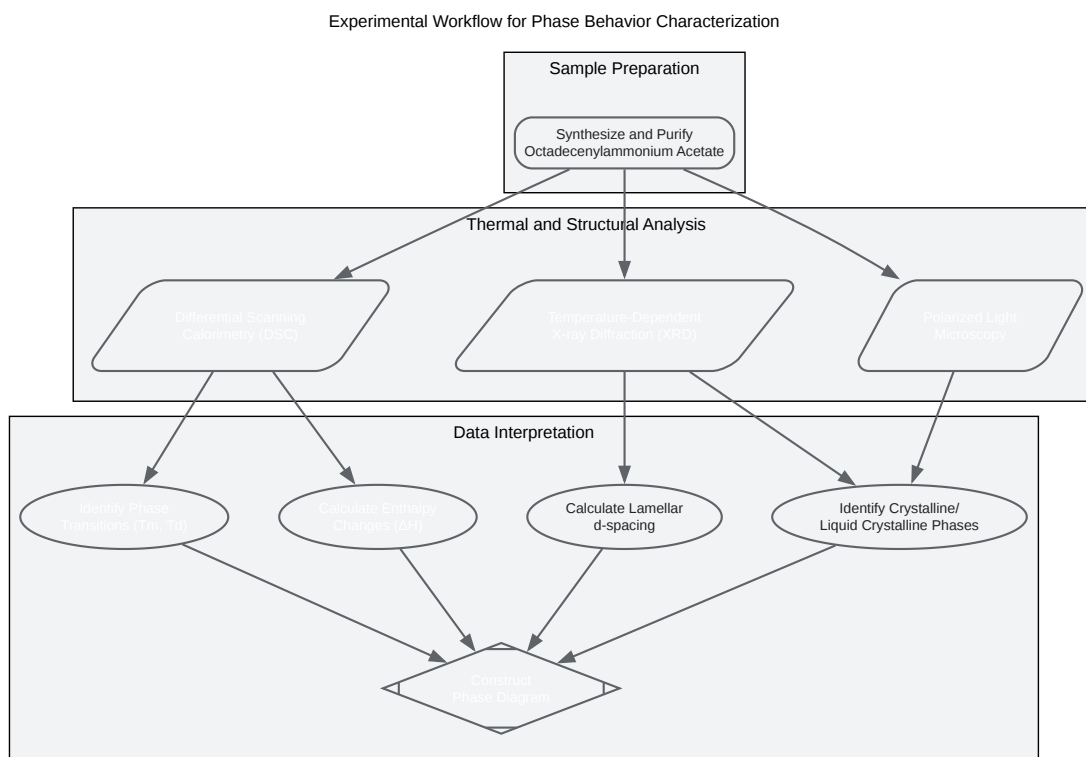 Experimental Workflow for Phase Behavior Characterization
Sample Preparation
Synthesize and Purify
Octadecenylammonium Acetate
Thermal and Structural Analysis
Differential Scanning
Calorimetry (DSC)
Temperature-Dependent
X-ray Diffraction (XRD)
Polarized Light
Microscopy
Data Interpretation
Identify Phase
Transitions (Tm, Td)
Calculate Enthalpy
Changes (ΔH)
Calculate Lamellar
d-spacing
Identify Crystalline/
Liquid Crystalline Phases
Construct
Phase Diagram